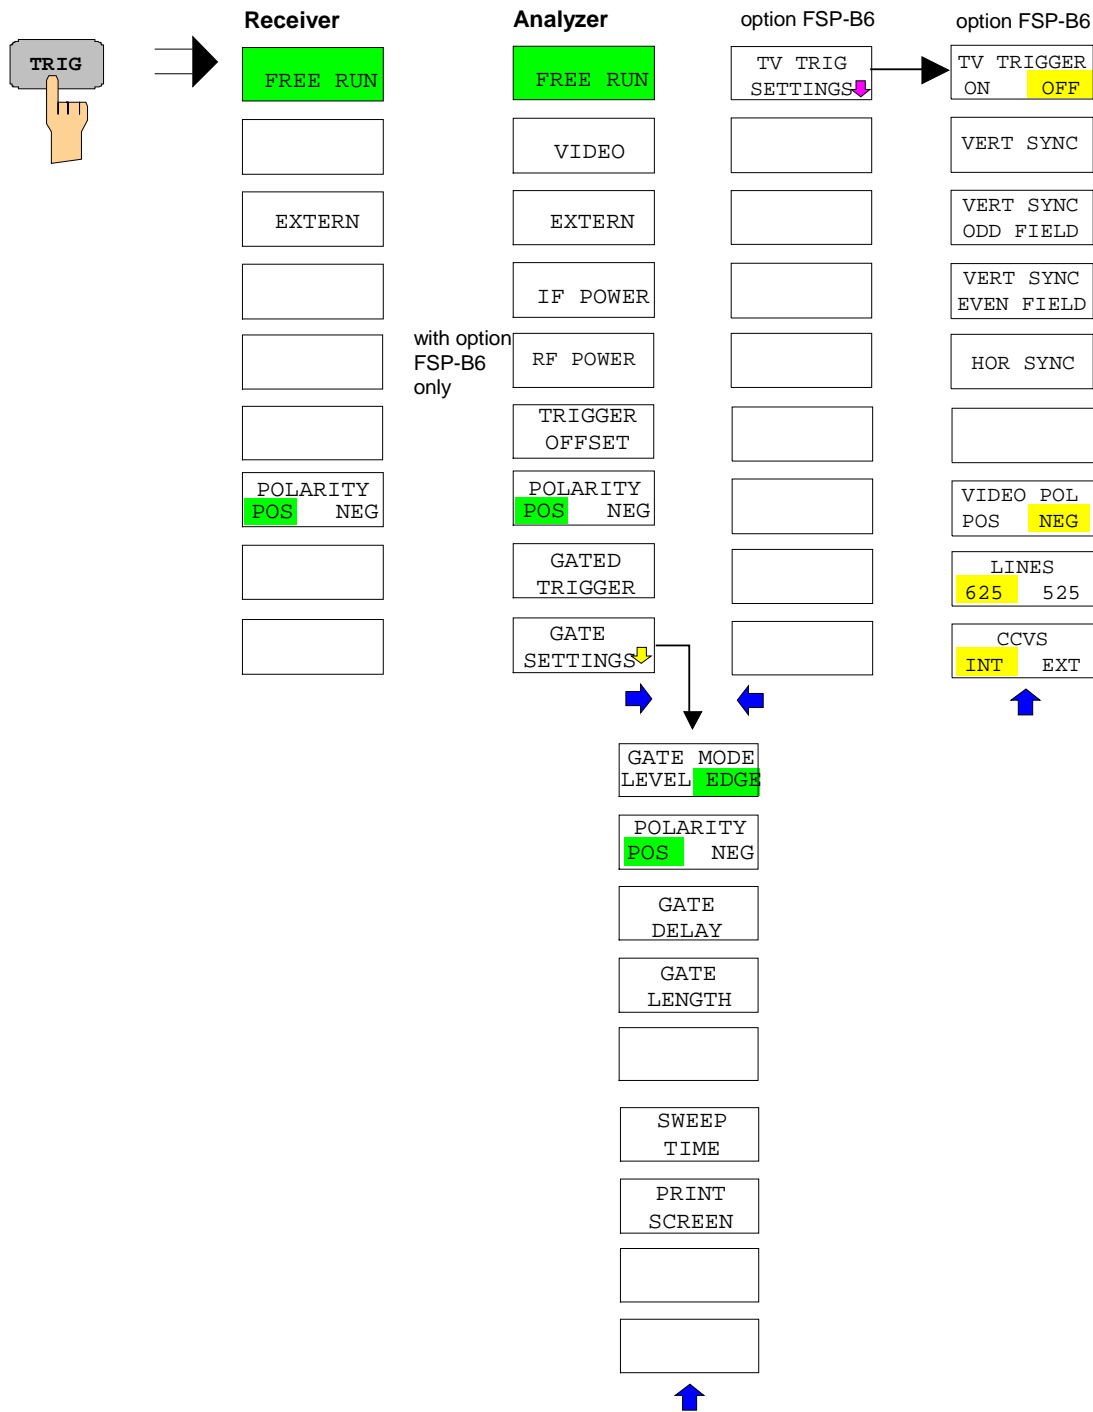 TRIG
Receiver
FREE RUN
EXTERN
POLARITY
POS NEG
Analyzer
FREE RUN
VIDEO
EXTERN
IF POWER
with option
FSP-B6
only
RF POWER
TRIGGER
OFFSET
POLARITY
POS NEG
GATED
TRIGGER
GATE
SETTINGS
GATE MODE
LEVEL EDGE
POLARITY
POS NEG
GATE
DELAY
GATE
LENGTH
SWEEP
TIME
PRINT
SCREEN
option FSP-B6
TV TRIG
SETTINGS
option FSP-B6
TV TRIGGER
ON OFF
VERT SYNC
VERT SYNC
ODD FIELD
VERT SYNC
EVEN FIELD
HOR SYNC
VIDEO POL
POS NEG
LINES
625 525
CCVS
INT EXT